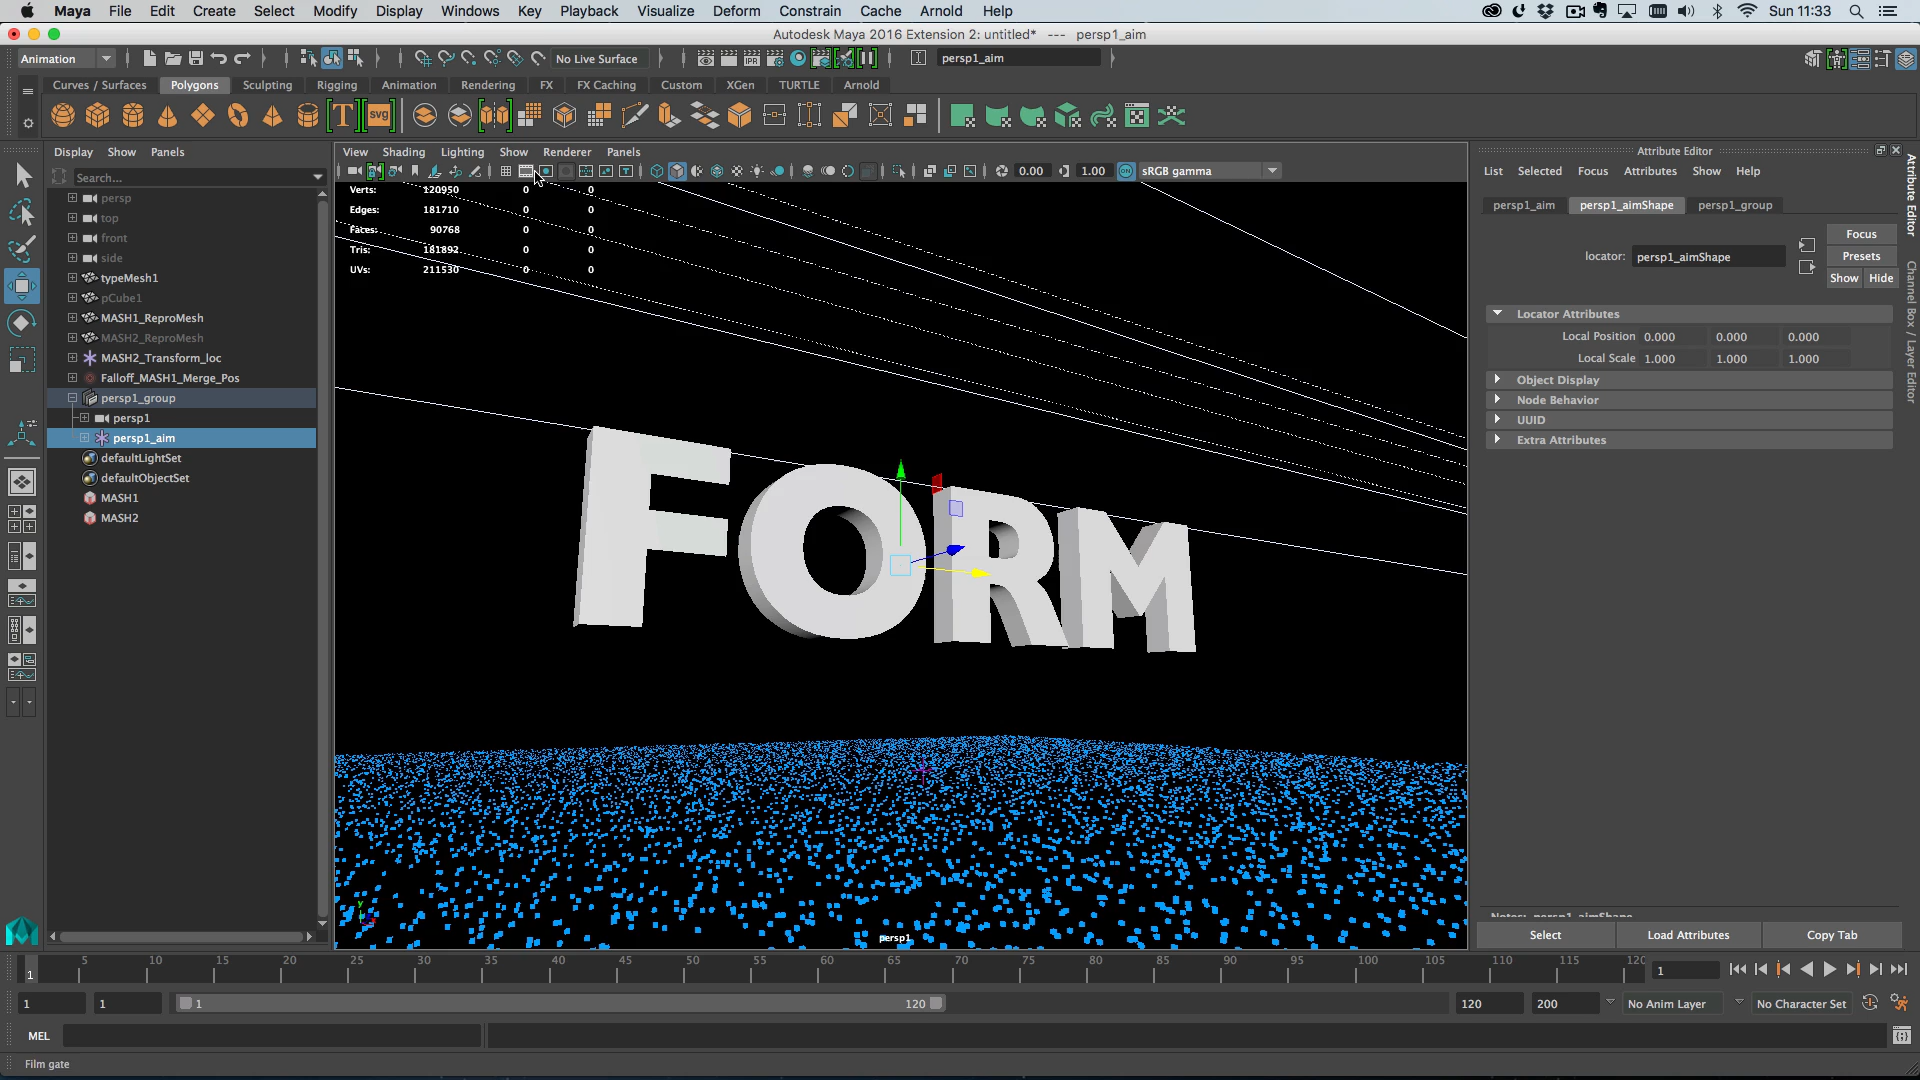 Maya File Edit Create Select Modify Display Windows Key Playback Visualize Deform Constrain Cache Arnold Help Sun 11:33
Autodesk Maya 2016 Extension 2: untitled* --- persp1_aim
Animation No Live Surface persp1_aim
Curves / Surfaces Polygons Sculpting Rigging Animation Rendering FX FX Caching Custom XGen TURTLE Arnold
T svg
Display Show Panels
Search...
persp
top
front
side
typeMesh1
pCube1
MASH1_ReproMesh
MASH2_ReproMesh
MASH2_Transform_loc
Falloff_MASH1_Merge_Pos
persp1_group
persp1
persp1_aim
defaultLightSet
defaultObjectSet
MASH1
MASH2
View Shading Lighting Show Renderer Panels
0.00 1.00 ON sRGB gamma
Verts: 120950 0 0
Edges: 181710 0 0
Faces: 90768 0 0
Tris: 181892 0 0
UVs: 211530 0 0
FORM
y
persp1
Attribute Editor
List Selected Focus Attributes Show Help
persp1_aim persp1_aimShape persp1_group
Focus
locator: persp1_aimShape Presets
Show Hide
Locator Attributes
Local Position 0.000 0.000 0.000
Local Scale 1.000 1.000 1.000
Object Display
Node Behavior
UUID
Extra Attributes
Notes: persp1_aimShape
Select Load Attributes Copy Tab
Attribute Editor
Channel Box / Layer Editor
1 5 10 15 20 25 30 35 40 45 50 55 60 65 70 75 80 85 90 95 100 105 110 115 120 1
1 1 1 120 120 200 No Anim Layer No Character Set
MEL
Film gate